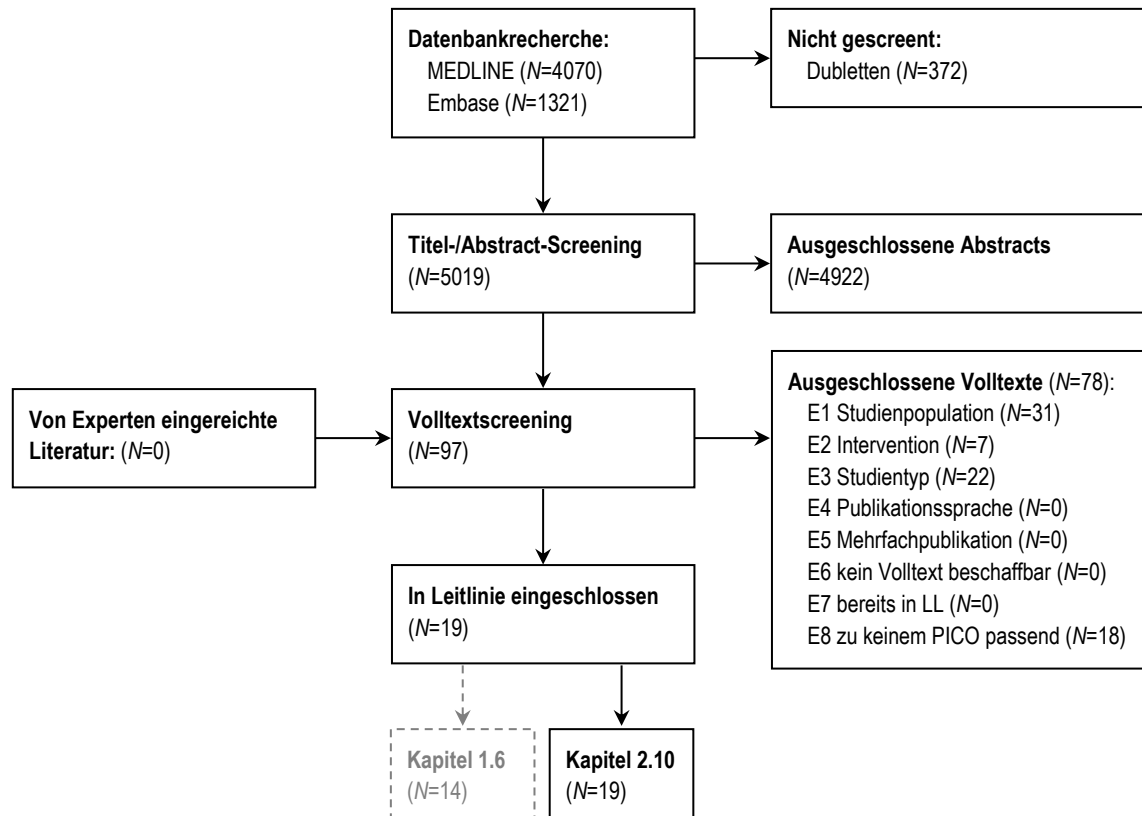 Datenbankrecherche:
MEDLINE (N=4070)
Embase (N=1321)
Nicht gescreent:
Dubletten (N=372)
Titel-/Abstract-Screening
(N=5019)
Ausgeschlossene Abstracts
(N=4922)
Von Experten eingereichte
Literatur: (N=0)
Volltextscreening
(N=97)
Ausgeschlossene Volltexte (N=78):
E1 Studienpopulation (N=31)
E2 Intervention (N=7)
E3 Studientyp (N=22)
E4 Publikationssprache (N=0)
E5 Mehrfachpublikation (N=0)
E6 kein Volltext beschaffbar (N=0)
E7 bereits in LL (N=0)
E8 zu keinem PICO passend (N=18)
In Leitlinie eingeschlossen
(N=19)
Kapitel 1.6
(N=14)
Kapitel 2.10
(N=19)